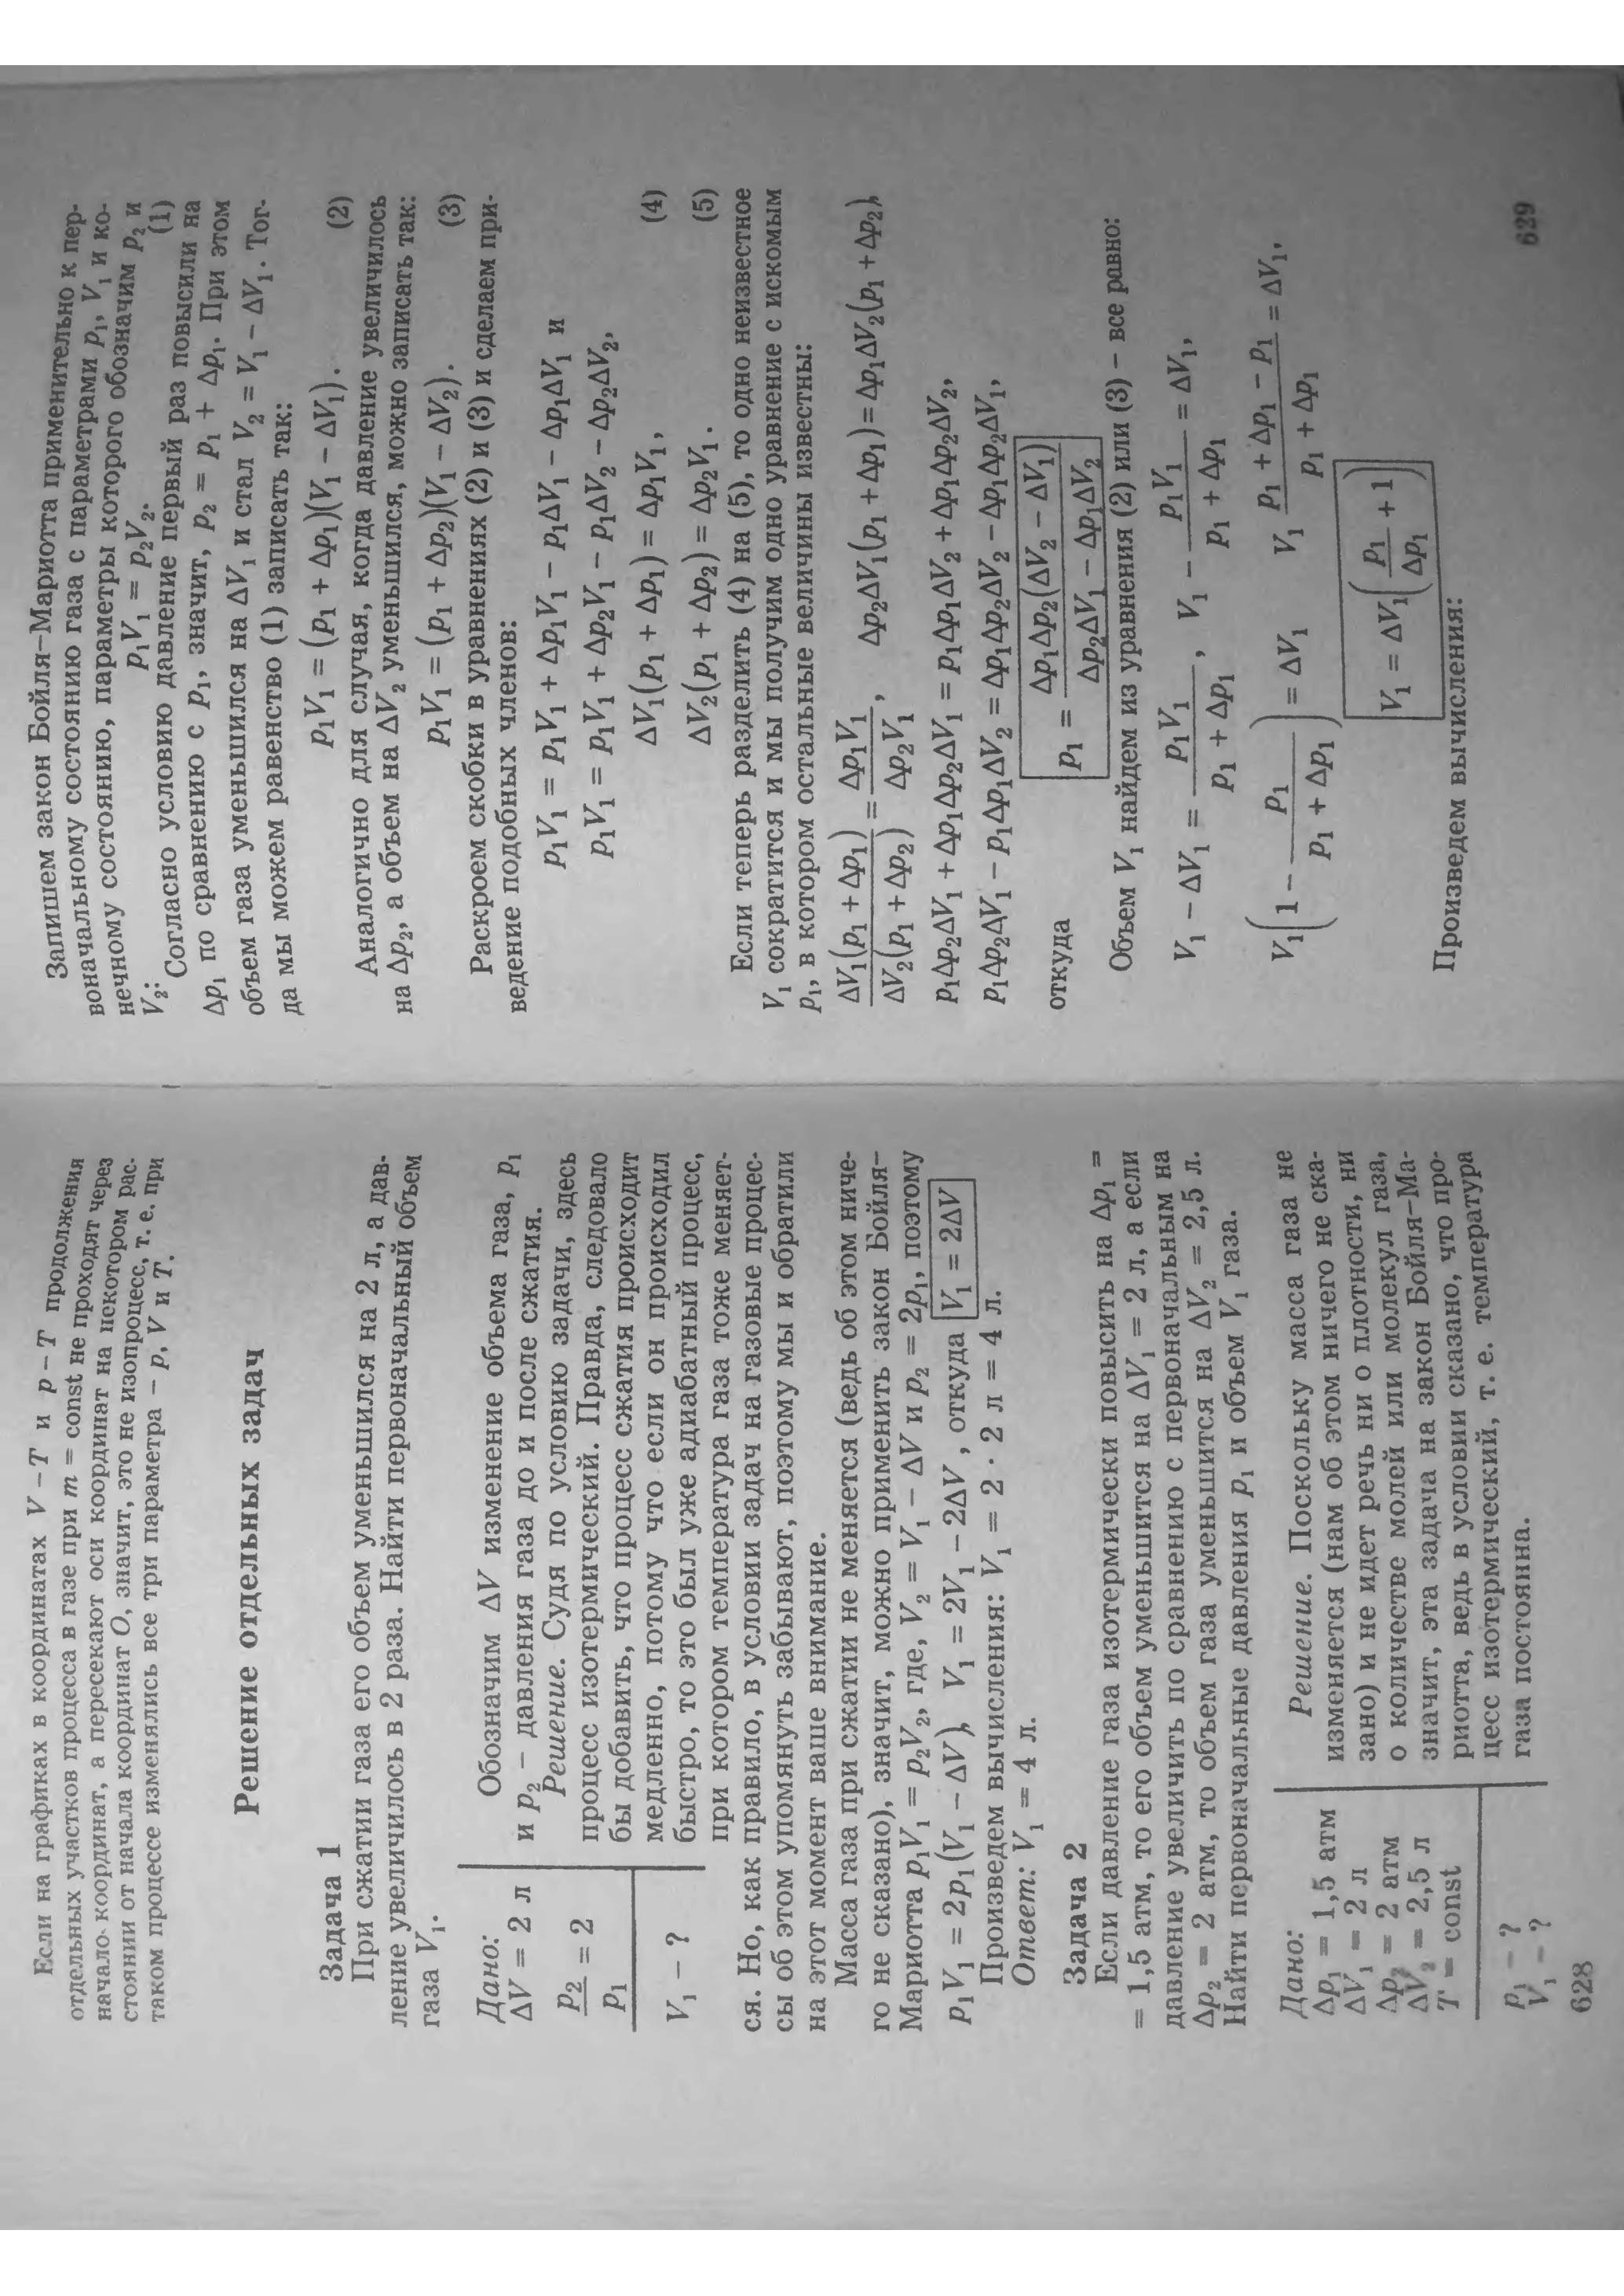 Если на графиках в координатах V – T и p – T продолжения
отдельных участков процесса в газе при m = const не проходят через
начало координат, а пересекают оси координат на некотором рас-
стоянии от начала координат O, значит, это не изопроцесс, т. е. при
таком процессе изменялись все три параметра – p, V и T.
Решение отдельных задач
Задача 1
При сжатии газа его объем уменьшился на 2 л, а дав-
ление увеличилось в 2 раза. Найти первоначальный объем
газа V₁.
Дано:
ΔV = 2 л
p₂/p₁ = 2
V₁ – ?
Обозначим ΔV изменение объема газа, p₁
и p₂ – давления газа до и после сжатия.
Решение. Судя по условию задачи, здесь
процесс изотермический. Правда, следовало
бы добавить, что процесс сжатия происходит
медленно, потому что если он происходил
быстро, то это был уже адиабатный процесс,
при котором температура газа тоже меняет-
ся. Но, как правило, в условии задач на газовые процес-
сы об этом упомянуть забывают, поэтому мы и обратили
на этот момент ваше внимание.
Масса газа при сжатии не меняется (ведь об этом ниче-
го не сказано), значит, можно применить закон Бойля–
Мариотта p₁V₁ = p₂V₂, где, V₂ = V₁ – ΔV и p₂ = 2p₁, поэтому
p₁V₁ = 2p₁(V₁ – ΔV), V₁ = 2V₁ – 2ΔV, откуда V₁ = 2ΔV
Произведем вычисления: V₁ = 2 · 2 л = 4 л.
Ответ: V₁ = 4 л.
Задача 2
Если давление газа изотермически повысить на Δp₁ =
= 1,5 атм, то его объем уменьшится на ΔV₁ = 2 л, а если
давление увеличить по сравнению с первоначальным на
Δp₂ = 2 атм, то объем газа уменьшится на ΔV₂ = 2,5 л.
Найти первоначальные давления p₁ и объем V₁ газа.
Дано:
Δp₁ = 1,5 атм
ΔV₁ = 2 л
Δp₂ = 2 атм
ΔV₂ = 2,5 л
T = const
p₁ – ?
V₁ – ?
Решение. Поскольку масса газа не
изменяется (нам об этом ничего не ска-
зано) и не идет речь ни о плотности, ни
о количестве молей или молекул газа,
значит, эта задача на закон Бойля–Ма-
риотта, ведь в условии сказано, что про-
цесс изотермический, т. е. температура
газа постоянна.
628
Запишем закон Бойля–Мариотта применительно к пер-
воначальному состоянию газа с параметрами p₁, V₁ и ко-
нечному состоянию, параметры которого обозначим p₂ и
V₂: p₁V₁ = p₂V₂. (1)
Согласно условию давление первый раз повысили на
Δp₁ по сравнению с p₁, значит, p₂ = p₁ + Δp₁. При этом
объем газа уменьшился на ΔV₁ и стал V₂ = V₁ – ΔV₁. Тог-
да мы можем равенство (1) записать так:
p₁V₁ = (p₁ + Δp₁)(V₁ – ΔV₁). (2)
Аналогично для случая, когда давление увеличилось
на Δp₂, а объем на ΔV₂ уменьшился, можно записать так:
p₁V₁ = (p₁ + Δp₂)(V₁ – ΔV₂). (3)
Раскроем скобки в уравнениях (2) и (3) и сделаем при-
ведение подобных членов:
p₁V₁ = p₁V₁ + Δp₁V₁ – p₁ΔV₁ – Δp₁ΔV₁ и
p₁V₁ = p₁V₁ + Δp₂V₁ – p₁ΔV₂ – Δp₂ΔV₂,
ΔV₁(p₁ + Δp₁) = Δp₁V₁, (4)
ΔV₂(p₁ + Δp₂) = Δp₂V₁. (5)
Если теперь разделить (4) на (5), то одно неизвестное
V₁ сократится и мы получим одно уравнение с искомым
p₁, в котором остальные величины известны:
ΔV₁(p₁ + Δp₁)/ΔV₂(p₁ + Δp₂) = Δp₁V₁/Δp₂V₁, Δp₂ΔV₁(p₁ + Δp₁) = Δp₁ΔV₂(p₁ + Δp₂),
p₁Δp₂ΔV₁ + Δp₁Δp₂ΔV₁ = p₁Δp₁ΔV₂ + Δp₁Δp₂ΔV₂,
p₁Δp₂ΔV₁ – p₁Δp₁ΔV₂ = Δp₁Δp₂ΔV₂ – Δp₁Δp₂ΔV₁,
откуда p₁ = Δp₁Δp₂(ΔV₂ – ΔV₁)/Δp₂ΔV₁ – Δp₁ΔV₂
Объем V₁ найдем из уравнения (2) или (3) – все равно:
V₁ – ΔV₁ = p₁V₁/p₁ + Δp₁, V₁ – p₁V₁/p₁ + Δp₁ = ΔV₁,
V₁(1 – p₁/p₁ + Δp₁) = ΔV₁ V₁ p₁ + Δp₁ – p₁/p₁ + Δp₁ = ΔV₁,
V₁ = ΔV₁(p₁/Δp₁ + 1)
Произведем вычисления:
629